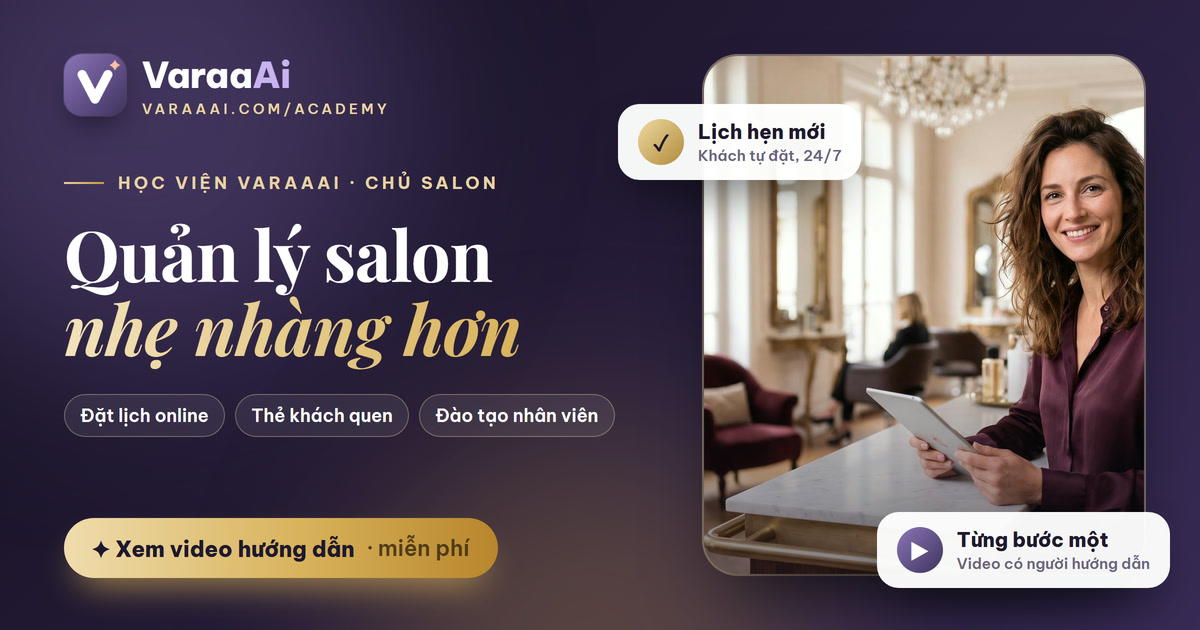 VaraaAi
VARAAAI.COM/ACADEMY
HỌC VIỆN VARAAAI · CHỦ SALON
Quản lý salon
nhẹ nhàng hơn
Đặt lịch online
Thẻ khách quen
Đào tạo nhân viên
✦ Xem video hướng dẫn · miễn phí
Lịch hẹn mới
Khách tự đặt, 24/7
Từng bước một
Video có người hướng dẫn